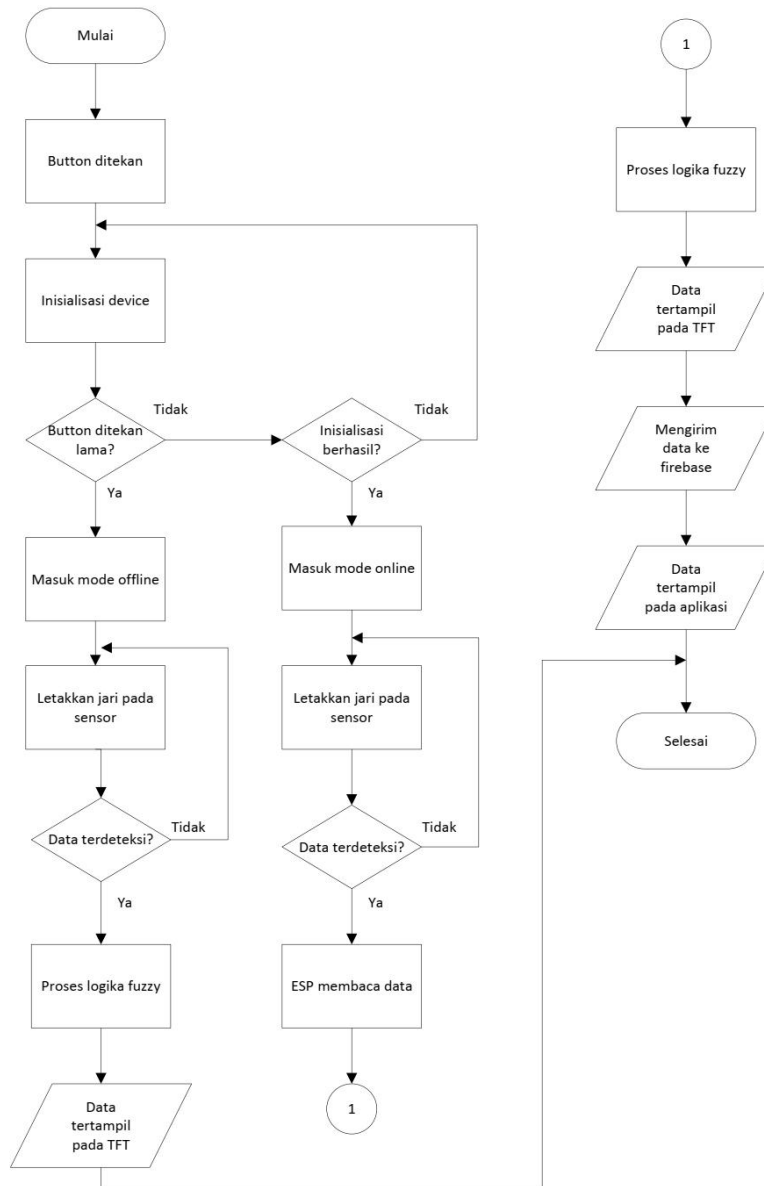 Mulai
Button ditekan
Inisialisasi device
Button ditekan
lama?
Tidak
Ya
Inisialisasi
berhasil?
Tidak
Ya
Masuk mode offline
Letakkan jari pada
sensor
Data terdeteksi?
Tidak
Ya
Proses logika fuzzy
Data
tertampil
pada TFT
Masuk mode online
Letakkan jari pada
sensor
Data terdeteksi?
Tidak
Ya
ESP membaca data
1
1
Proses logika fuzzy
Data
tertampil
pada TFT
Mengirim
data ke
firebase
Data
tertampil
pada aplikasi
Selesai